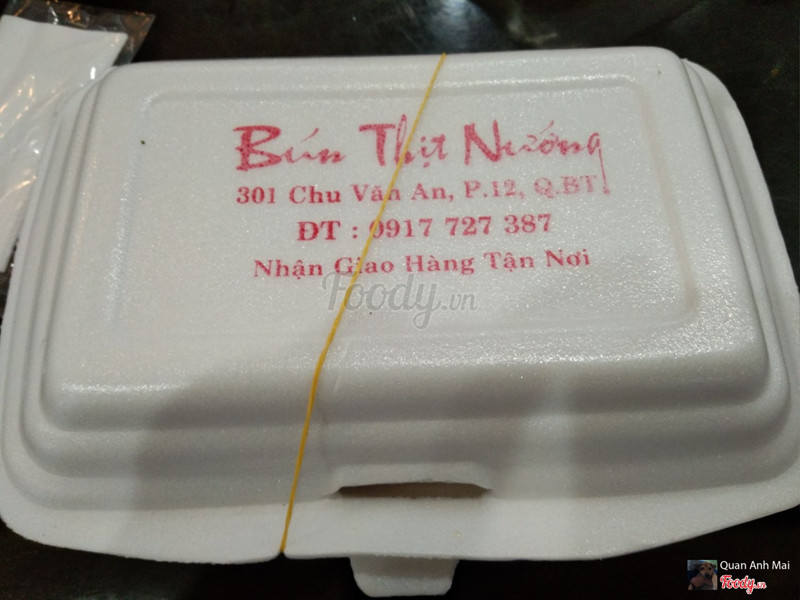 Bún Thịt Nướng
301 Chu Văn An, P.12, Q.BT
ĐT : 0917 727 387
Nhận Giao Hàng Tận Nơi
Foody.vn
Quan Anh Mai
Foody.vn